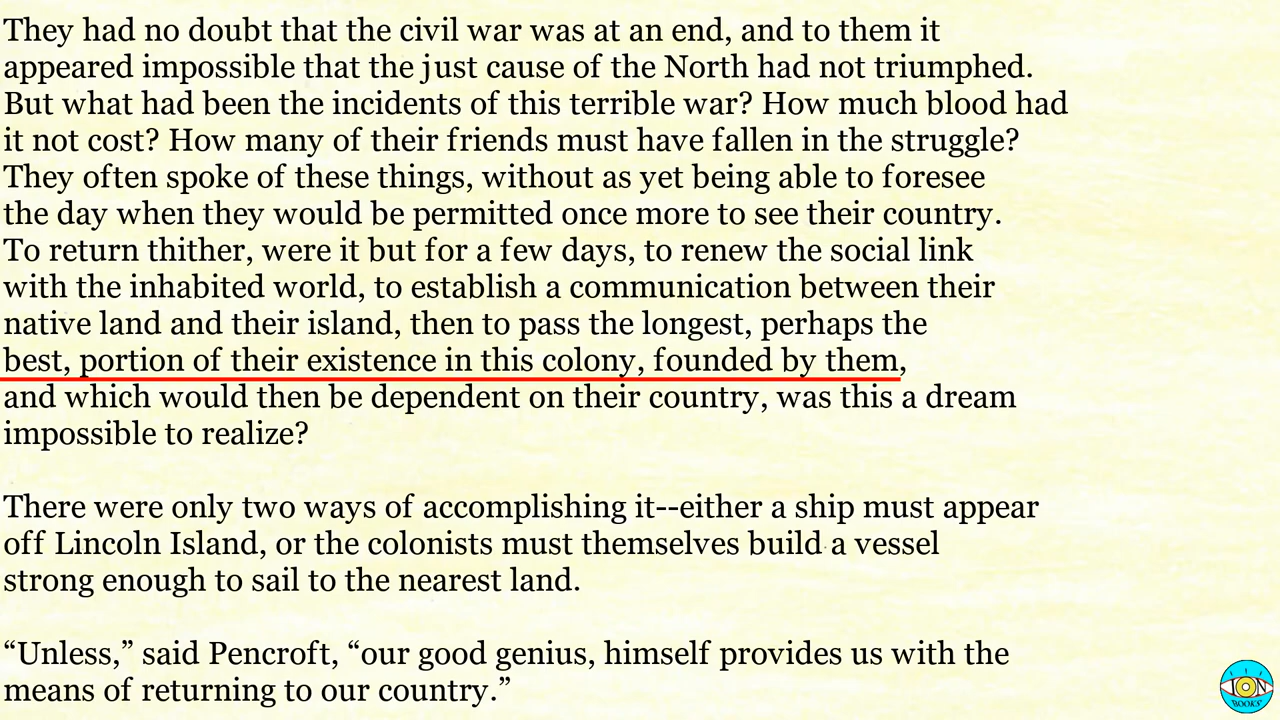 They had no doubt that the civil war was at an end, and to them it
appeared impossible that the just cause of the North had not triumphed.
But what had been the incidents of this terrible war? How much blood had
it not cost? How many of their friends must have fallen in the struggle?
They often spoke of these things, without as yet being able to foresee
the day when they would be permitted once more to see their country.
To return thither, were it but for a few days, to renew the social link
with the inhabited world, to establish a communication between their
native land and their island, then to pass the longest, perhaps the
best, portion of their existence in this colony, founded by them,
and which would then be dependent on their country, was this a dream
impossible to realize?
There were only two ways of accomplishing it--either a ship must appear
off Lincoln Island, or the colonists must themselves build a vessel
strong enough to sail to the nearest land.
“Unless,” said Pencroft, “our good genius, himself provides us with the
means of returning to our country.”
ION
BOOKS